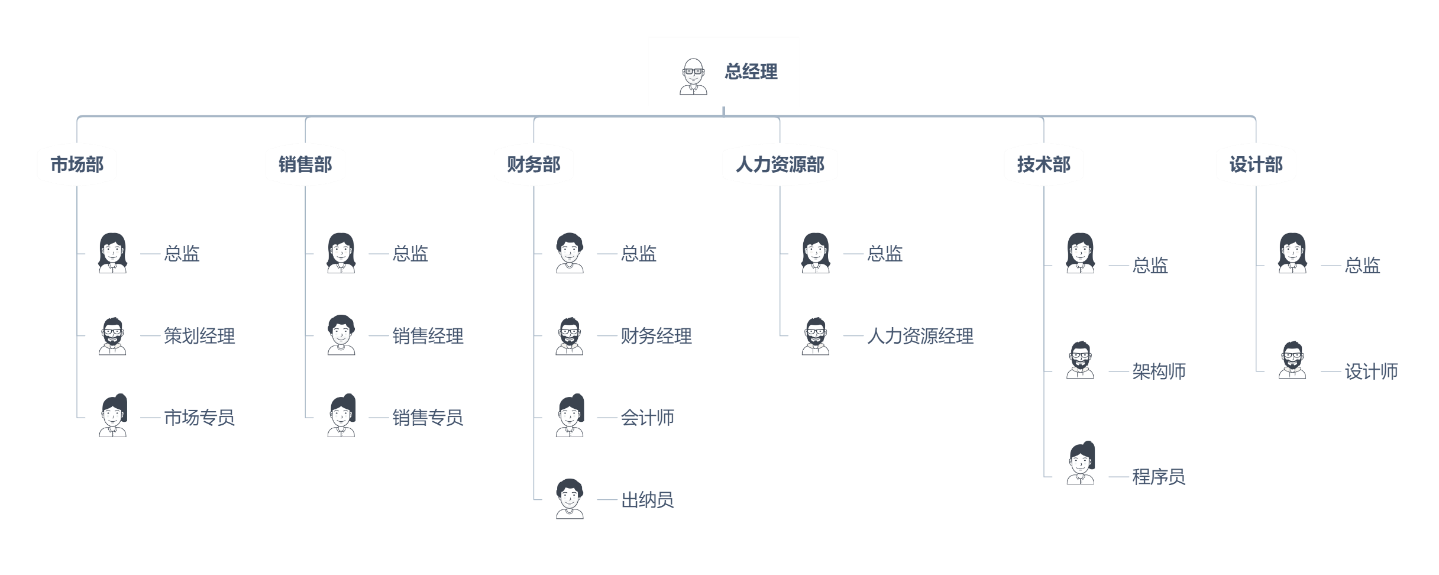 总经理
市场部
总监
策划经理
市场专员
销售部
总监
销售经理
销售专员
财务部
总监
财务经理
会计师
出纳员
人力资源部
总监
人力资源经理
技术部
总监
架构师
程序员
设计部
总监
设计师